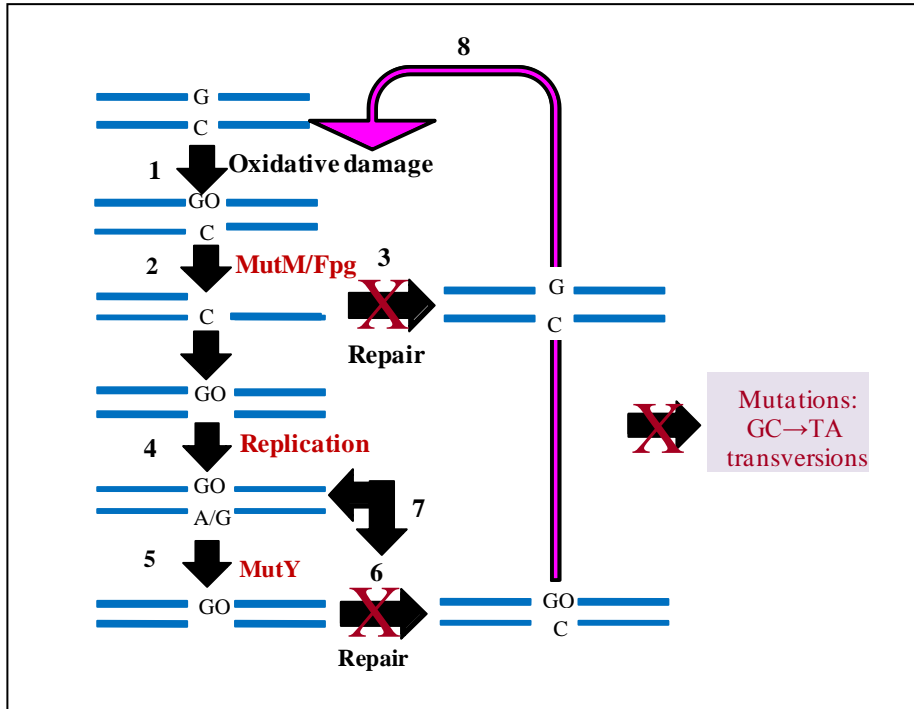 8
G
C
1
Oxidative damage
GO
C
2
MutM/Fpg
3
X
C
Repair
G
C
GO
X
Mutations:
GC→TA
transversions
4
Replication
GO
A/G
7
5
MutY
6
GO
X
Repair
GO
C